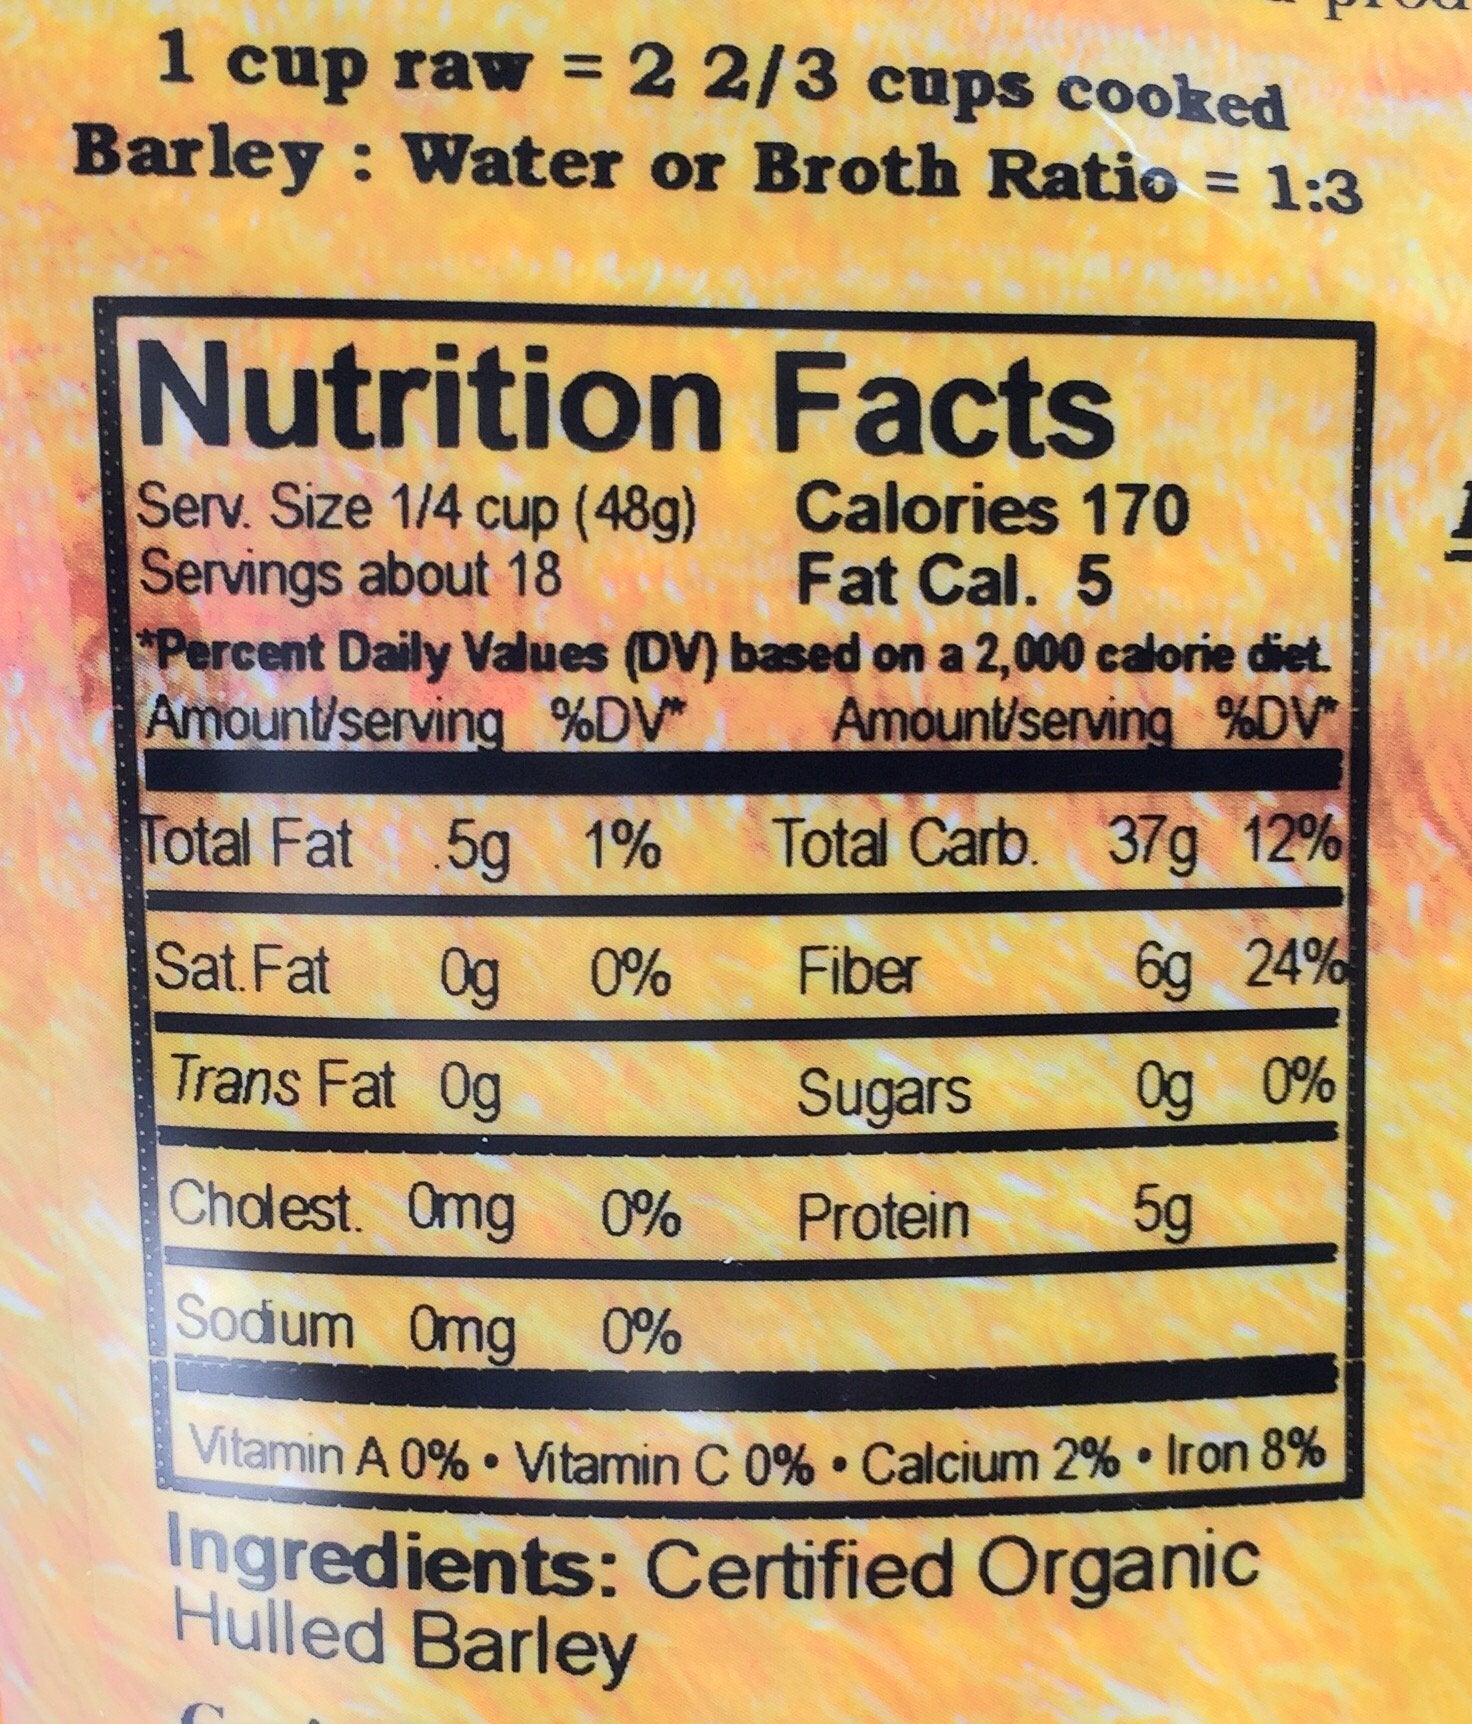 1 cup raw = 2 2/3 cups cooked
Barley : Water or Broth Ratio = 1:3
Nutrition Facts
Serv. Size 1/4 cup (48g) Calories 170
Servings about 18 Fat Cal. 5
*Percent Daily Values (DV) based on a 2,000 calorie diet.
Amount/serving %DV* Amount/serving %DV*
Total Fat .5g 1% Total Carb. 37g 12%
Sat. Fat 0g 0% Fiber 6g 24%
Trans Fat 0g Sugars 0g 0%
Cholest. 0mg 0% Protein 5g
Sodium 0mg 0%
Vitamin A 0% • Vitamin C 0% • Calcium 2% • Iron 8%
Ingredients: Certified Organic
Hulled Barley